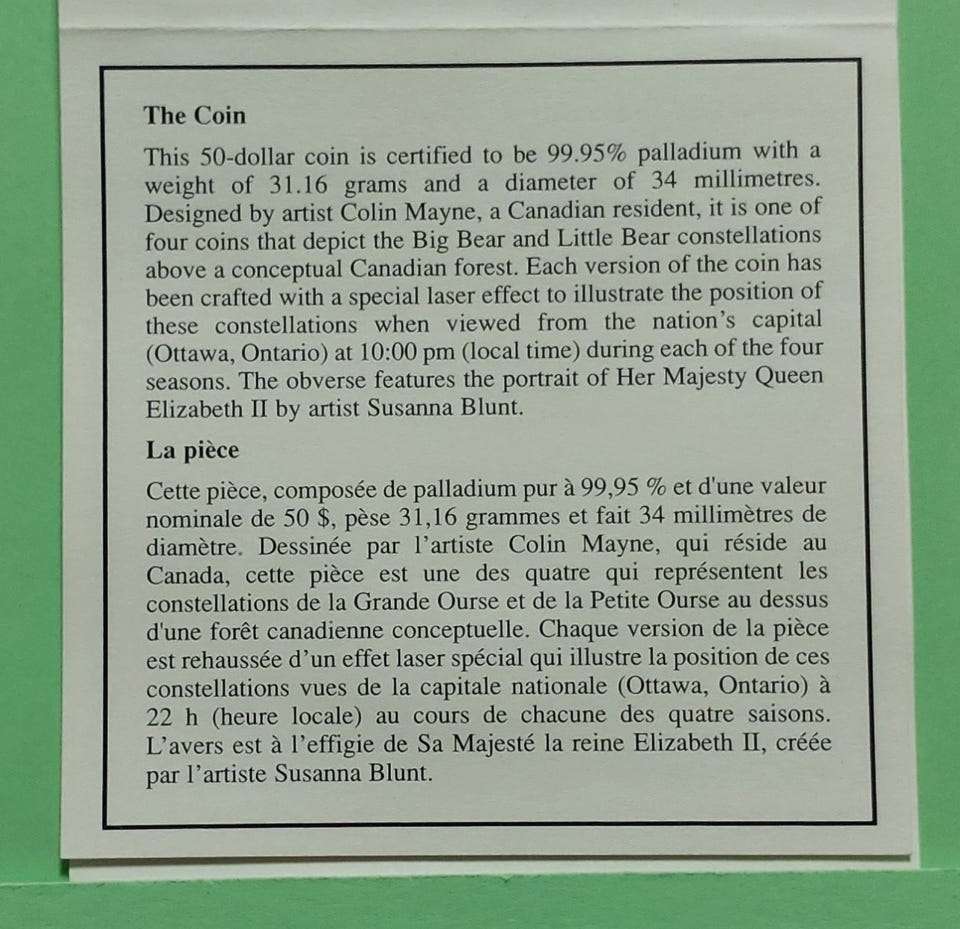 The Coin
This 50-dollar coin is certified to be 99.95% palladium with a
weight of 31.16 grams and a diameter of 34 millimetres.
Designed by artist Colin Mayne, a Canadian resident, it is one of
four coins that depict the Big Bear and Little Bear constellations
above a conceptual Canadian forest. Each version of the coin has
been crafted with a special laser effect to illustrate the position of
these constellations when viewed from the nation’s capital
(Ottawa, Ontario) at 10:00 pm (local time) during each of the four
seasons. The obverse features the portrait of Her Majesty Queen
Elizabeth II by artist Susanna Blunt.
La pièce
Cette pièce, composée de palladium pur à 99,95 % et d'une valeur
nominale de 50 $, pèse 31,16 grammes et fait 34 millimètres de
diamètre. Dessinée par l’artiste Colin Mayne, qui réside au
Canada, cette pièce est une des quatre qui représentent les
constellations de la Grande Ourse et de la Petite Ourse au dessus
d'une forêt canadienne conceptuelle. Chaque version de la pièce
est rehaussée d’un effet laser spécial qui illustre la position de ces
constellations vues de la capitale nationale (Ottawa, Ontario) à
22 h (heure locale) au cours de chacune des quatre saisons.
L’avers est à l’effigie de Sa Majesté la reine Elizabeth II, créée
par l’artiste Susanna Blunt.